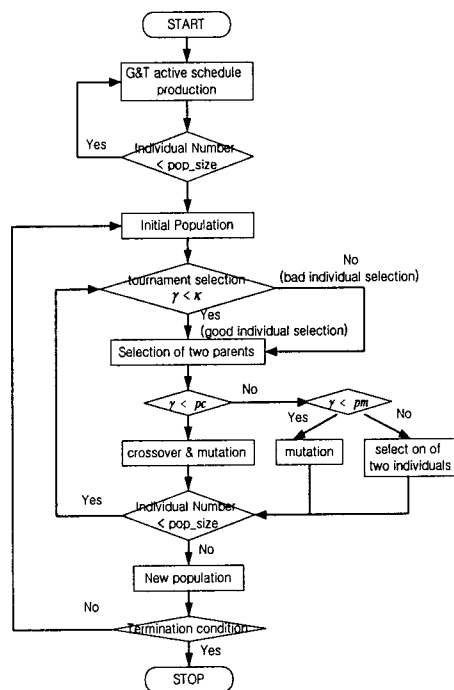 START
G&T active schedule
production
Yes
Individual Number
< pop_size
Initial Population
No
(bad individual selection)
tournament selection
γ < κ
Yes
(good individual selection)
Selection of two parents
γ < pc
No
γ < pm
Yes
No
crossover & mutation
mutation
select on of
two individuals
Yes
Individual Number
< pop_size
No
New population
No
Termination condition
Yes
STOP